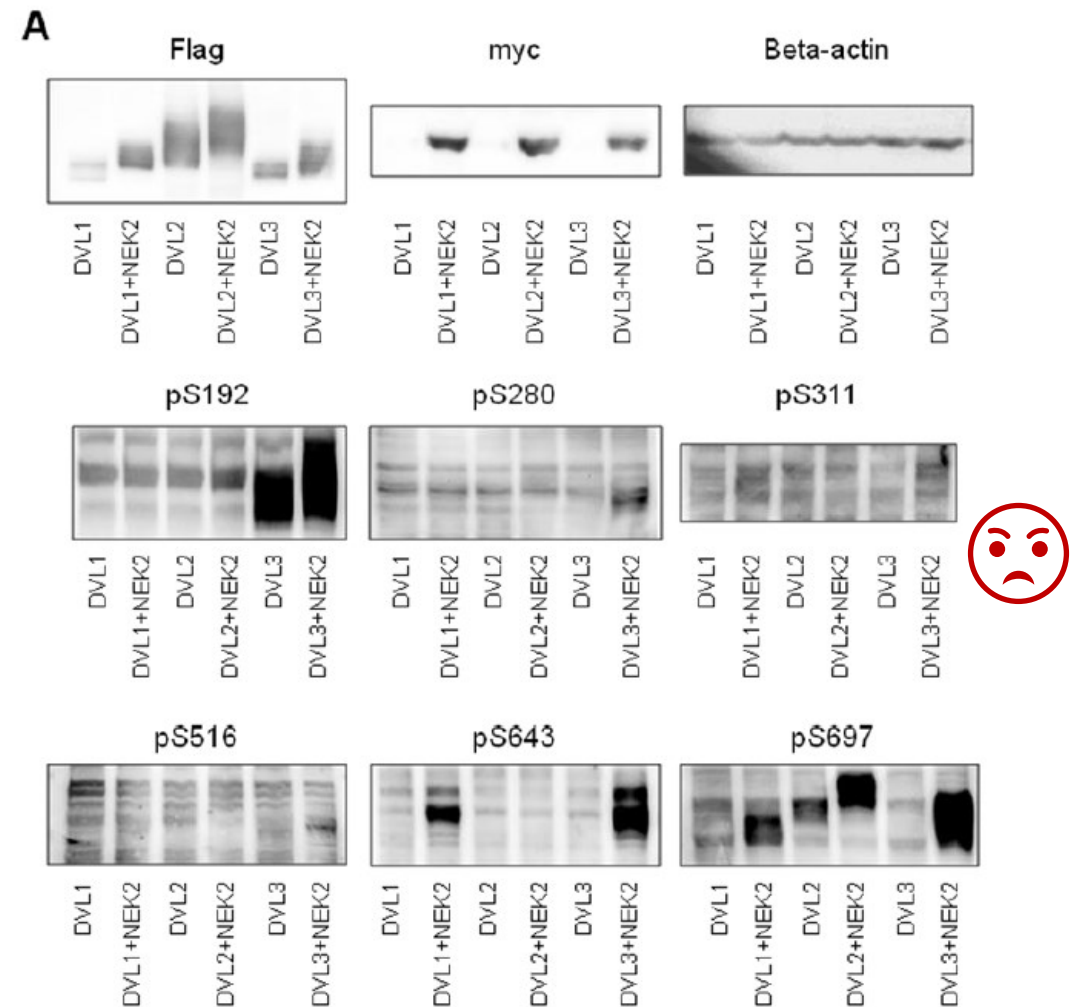 A
Flag
myc
Beta-actin
DVL1
DVL1+NEK2
DVL2
DVL2+NEK2
DVL3
DVL3+NEK2
DVL1
DVL1+NEK2
DVL2
DVL2+NEK2
DVL3
DVL3+NEK2
DVL1
DVL1+NEK2
DVL2
DVL2+NEK2
DVL3
DVL3+NEK2
pS192
pS280
pS311
DVL1
DVL1+NEK2
DVL2
DVL2+NEK2
DVL3
DVL3+NEK2
DVL1
DVL1+NEK2
DVL2
DVL2+NEK2
DVL3
DVL3+NEK2
DVL1
DVL1+NEK2
DVL2
DVL2+NEK2
DVL3
DVL3+NEK2
pS516
pS643
pS697
DVL1
DVL1+NEK2
DVL2
DVL2+NEK2
DVL3
DVL3+NEK2
DVL1
DVL1+NEK2
DVL2
DVL2+NEK2
DVL3
DVL3+NEK2
DVL1
DVL1+NEK2
DVL2
DVL2+NEK2
DVL3
DVL3+NEK2